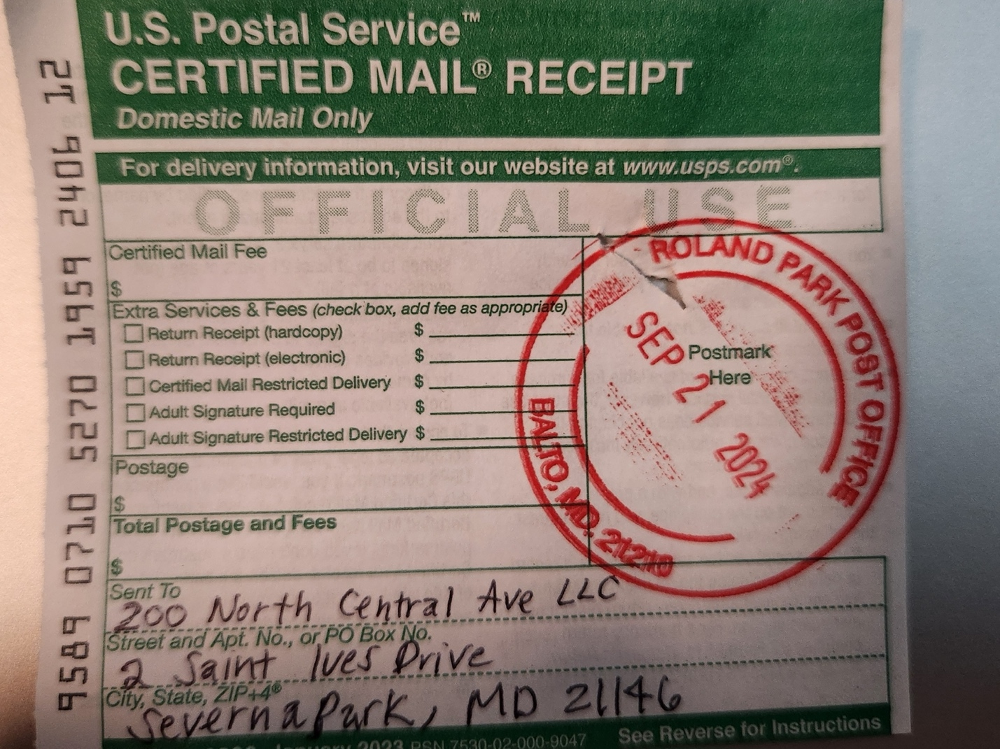 U.S. Postal Service™
CERTIFIED MAIL® RECEIPT
Domestic Mail Only
For delivery information, visit our website at www.usps.com®.
OFFICIAL USE
Certified Mail Fee
$
Extra Services & Fees (check box, add fee as appropriate)
Return Receipt (hardcopy) $
Return Receipt (electronic) $
Certified Mail Restricted Delivery $
Adult Signature Required $
Adult Signature Restricted Delivery $
Postage
$
Total Postage and Fees
$
Postmark
Here
ROLAND PARK POST OFFICE
SEP 21 2024
BALTO, MD. 21210
Sent To
200 North Central Ave LLC
Street and Apt. No., or PO Box No.
2 Saint Ives Drive
City, State, ZIP+4®
Severna Park, MD 21146
January 2023 PSN 7530-02-000-9047 See Reverse for Instructions
9589 0710 5270 1959 2406 12